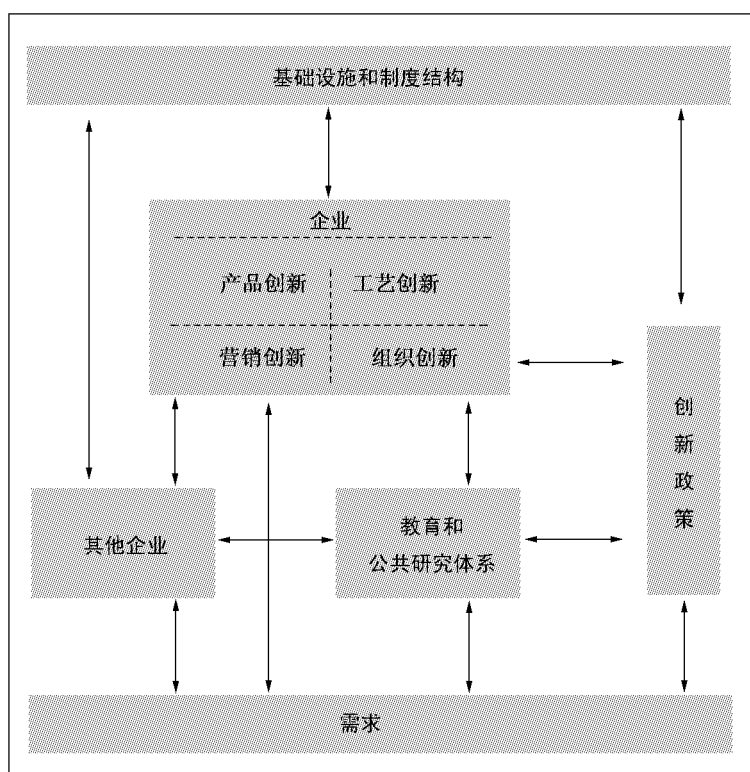 基础设施和制度结构
企业
产品创新 工艺创新
营销创新 组织创新
创新政策
其他企业
教育和
公共研究体系
需求